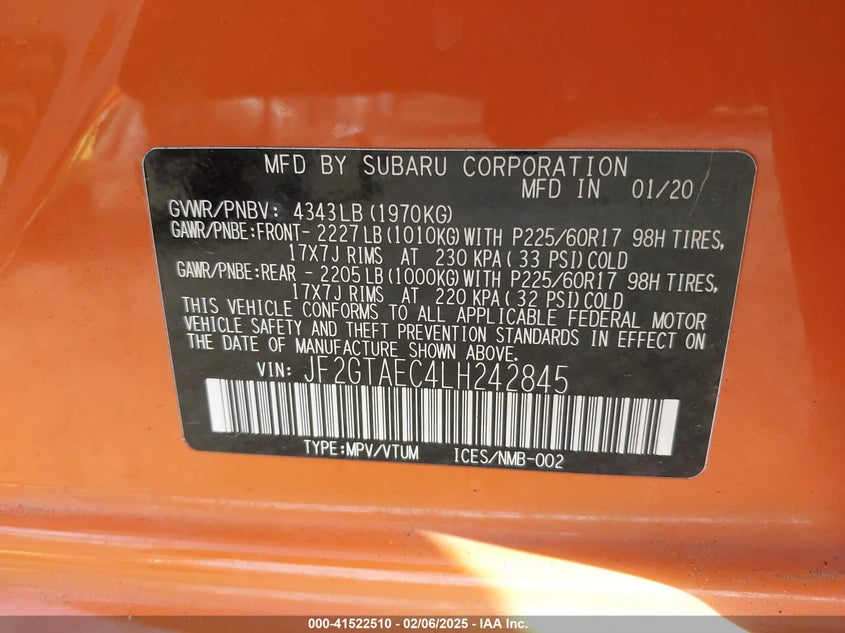 MFD BY SUBARU CORPORATION
MFD IN 01/20
GVWR/PNBV: 4343LB(1970KG)
GAWR/PNBE:FRONT- 2227LB(1010KG)WITH P225/60R17 98H TIRES,
17X7J RIMS AT 230 KPA( 33 PSI)COLD
GAWR/PNBE:REAR - 2205LB(1000KG)WITH P225/60R17 98H TIRES,
17X7J RIMS AT 220 KPA( 32 PSI)COLD
THIS VEHICLE CONFORMS TO ALL APPLICABLE FEDERAL MOTOR
VEHICLE SAFETY AND THEFT PREVENTION STANDARDS IN EFFECT ON
THE DATE OF MANUFACTURE SHOWN ABOVE.
VIN: JF2GTAEC4LH242845
TYPE:MPV/VTUM ICES/NMB-002
000-41522510 - 02/06/2025 - IAA Inc.